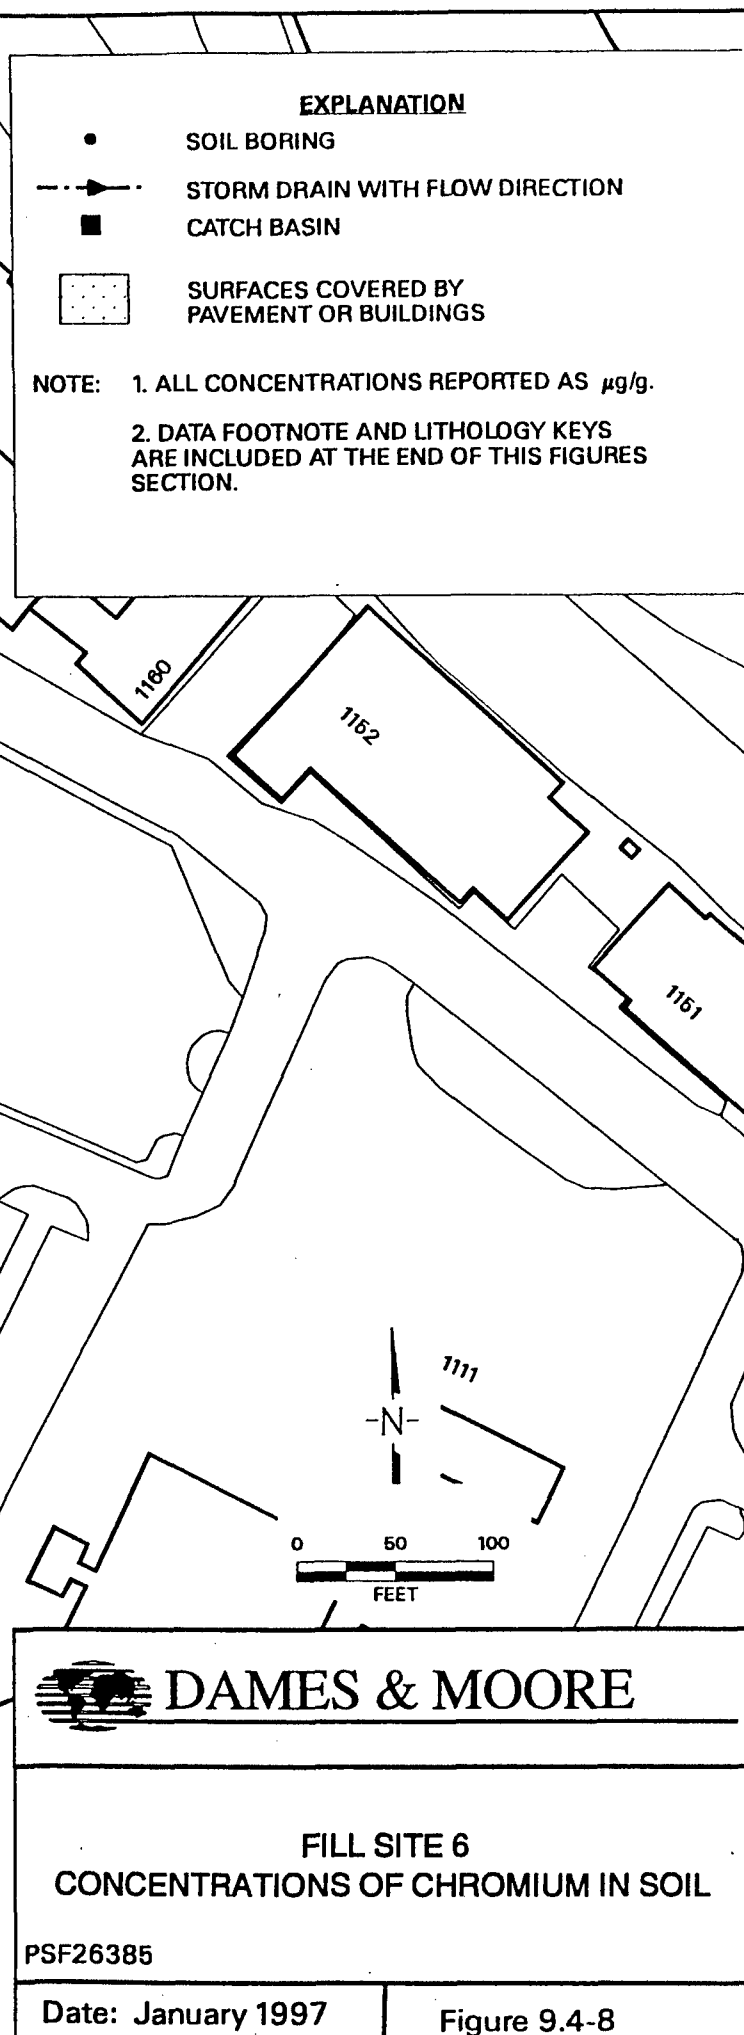 EXPLANATION
SOIL BORING
STORM DRAIN WITH FLOW DIRECTION
CATCH BASIN
SURFACES COVERED BY
PAVEMENT OR BUILDINGS
NOTE: 1. ALL CONCENTRATIONS REPORTED AS µg/g.
2. DATA FOOTNOTE AND LITHOLOGY KEYS
ARE INCLUDED AT THE END OF THIS FIGURES
SECTION.
1160
1152
1151
1111
-N-
0 50 100
FEET
DAMES & MOORE
FILL SITE 6
CONCENTRATIONS OF CHROMIUM IN SOIL
PSF26385
Date: January 1997
Figure 9.4-8